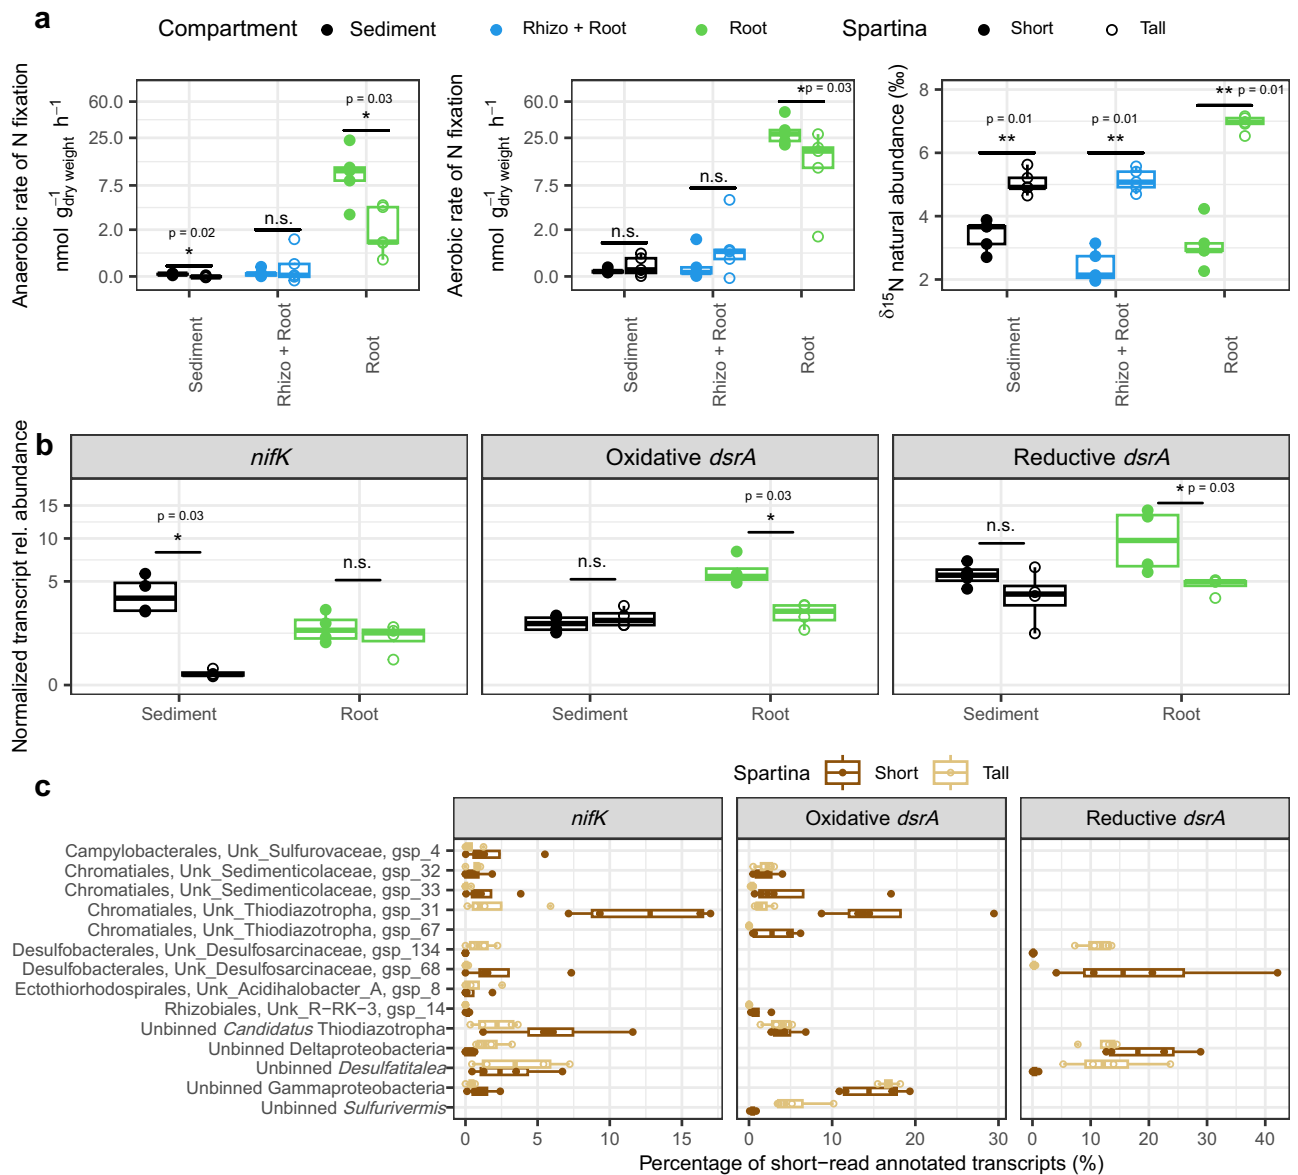 a
Compartment Sediment Rhizo + Root Root Spartina Short Tall
Anaerobic rate of N fixation
nmol g⁻¹dry weight h⁻¹
60.0
25.0
7.5
2.0
0.0
p = 0.02
*
n.s.
p = 0.03
*
Sediment
Rhizo + Root
Root
Aerobic rate of N fixation
nmol g⁻¹dry weight h⁻¹
60.0
25.0
7.5
2.0
0.0
n.s.
n.s.
* p = 0.03
Sediment
Rhizo + Root
Root
δ¹⁵N natural abundance (‰)
8
6
4
2
p = 0.01
**
p = 0.01
**
** p = 0.01
Sediment
Rhizo + Root
Root
b
Normalized transcript rel. abundance
15
10
5
0
nifK
p = 0.03
*
n.s.
Sediment Root
Oxidative dsrA
n.s.
p = 0.03
*
Sediment Root
Reductive dsrA
n.s.
* p = 0.03
Sediment Root
c
Spartina Short Tall
nifK Oxidative dsrA Reductive dsrA
Campylobacterales, Unk_Sulfurovaceae, gsp_4
Chromatiales, Unk_Sedimenticolaceae, gsp_32
Chromatiales, Unk_Sedimenticolaceae, gsp_33
Chromatiales, Unk_Thiodiazotropha, gsp_31
Chromatiales, Unk_Thiodiazotropha, gsp_67
Desulfobacterales, Unk_Desulfosarcinaceae, gsp_134
Desulfobacterales, Unk_Desulfosarcinaceae, gsp_68
Ectothiorhodospirales, Unk_Acidihalobacter_A, gsp_8
Rhizobiales, Unk_R−RK−3, gsp_14
Unbinned Candidatus Thiodiazotropha
Unbinned Deltaproteobacteria
Unbinned Desulfatitalea
Unbinned Gammaproteobacteria
Unbinned Sulfurivermis
0 5 10 15 0 10 20 30 0 10 20 30 40
Percentage of short−read annotated transcripts (%)